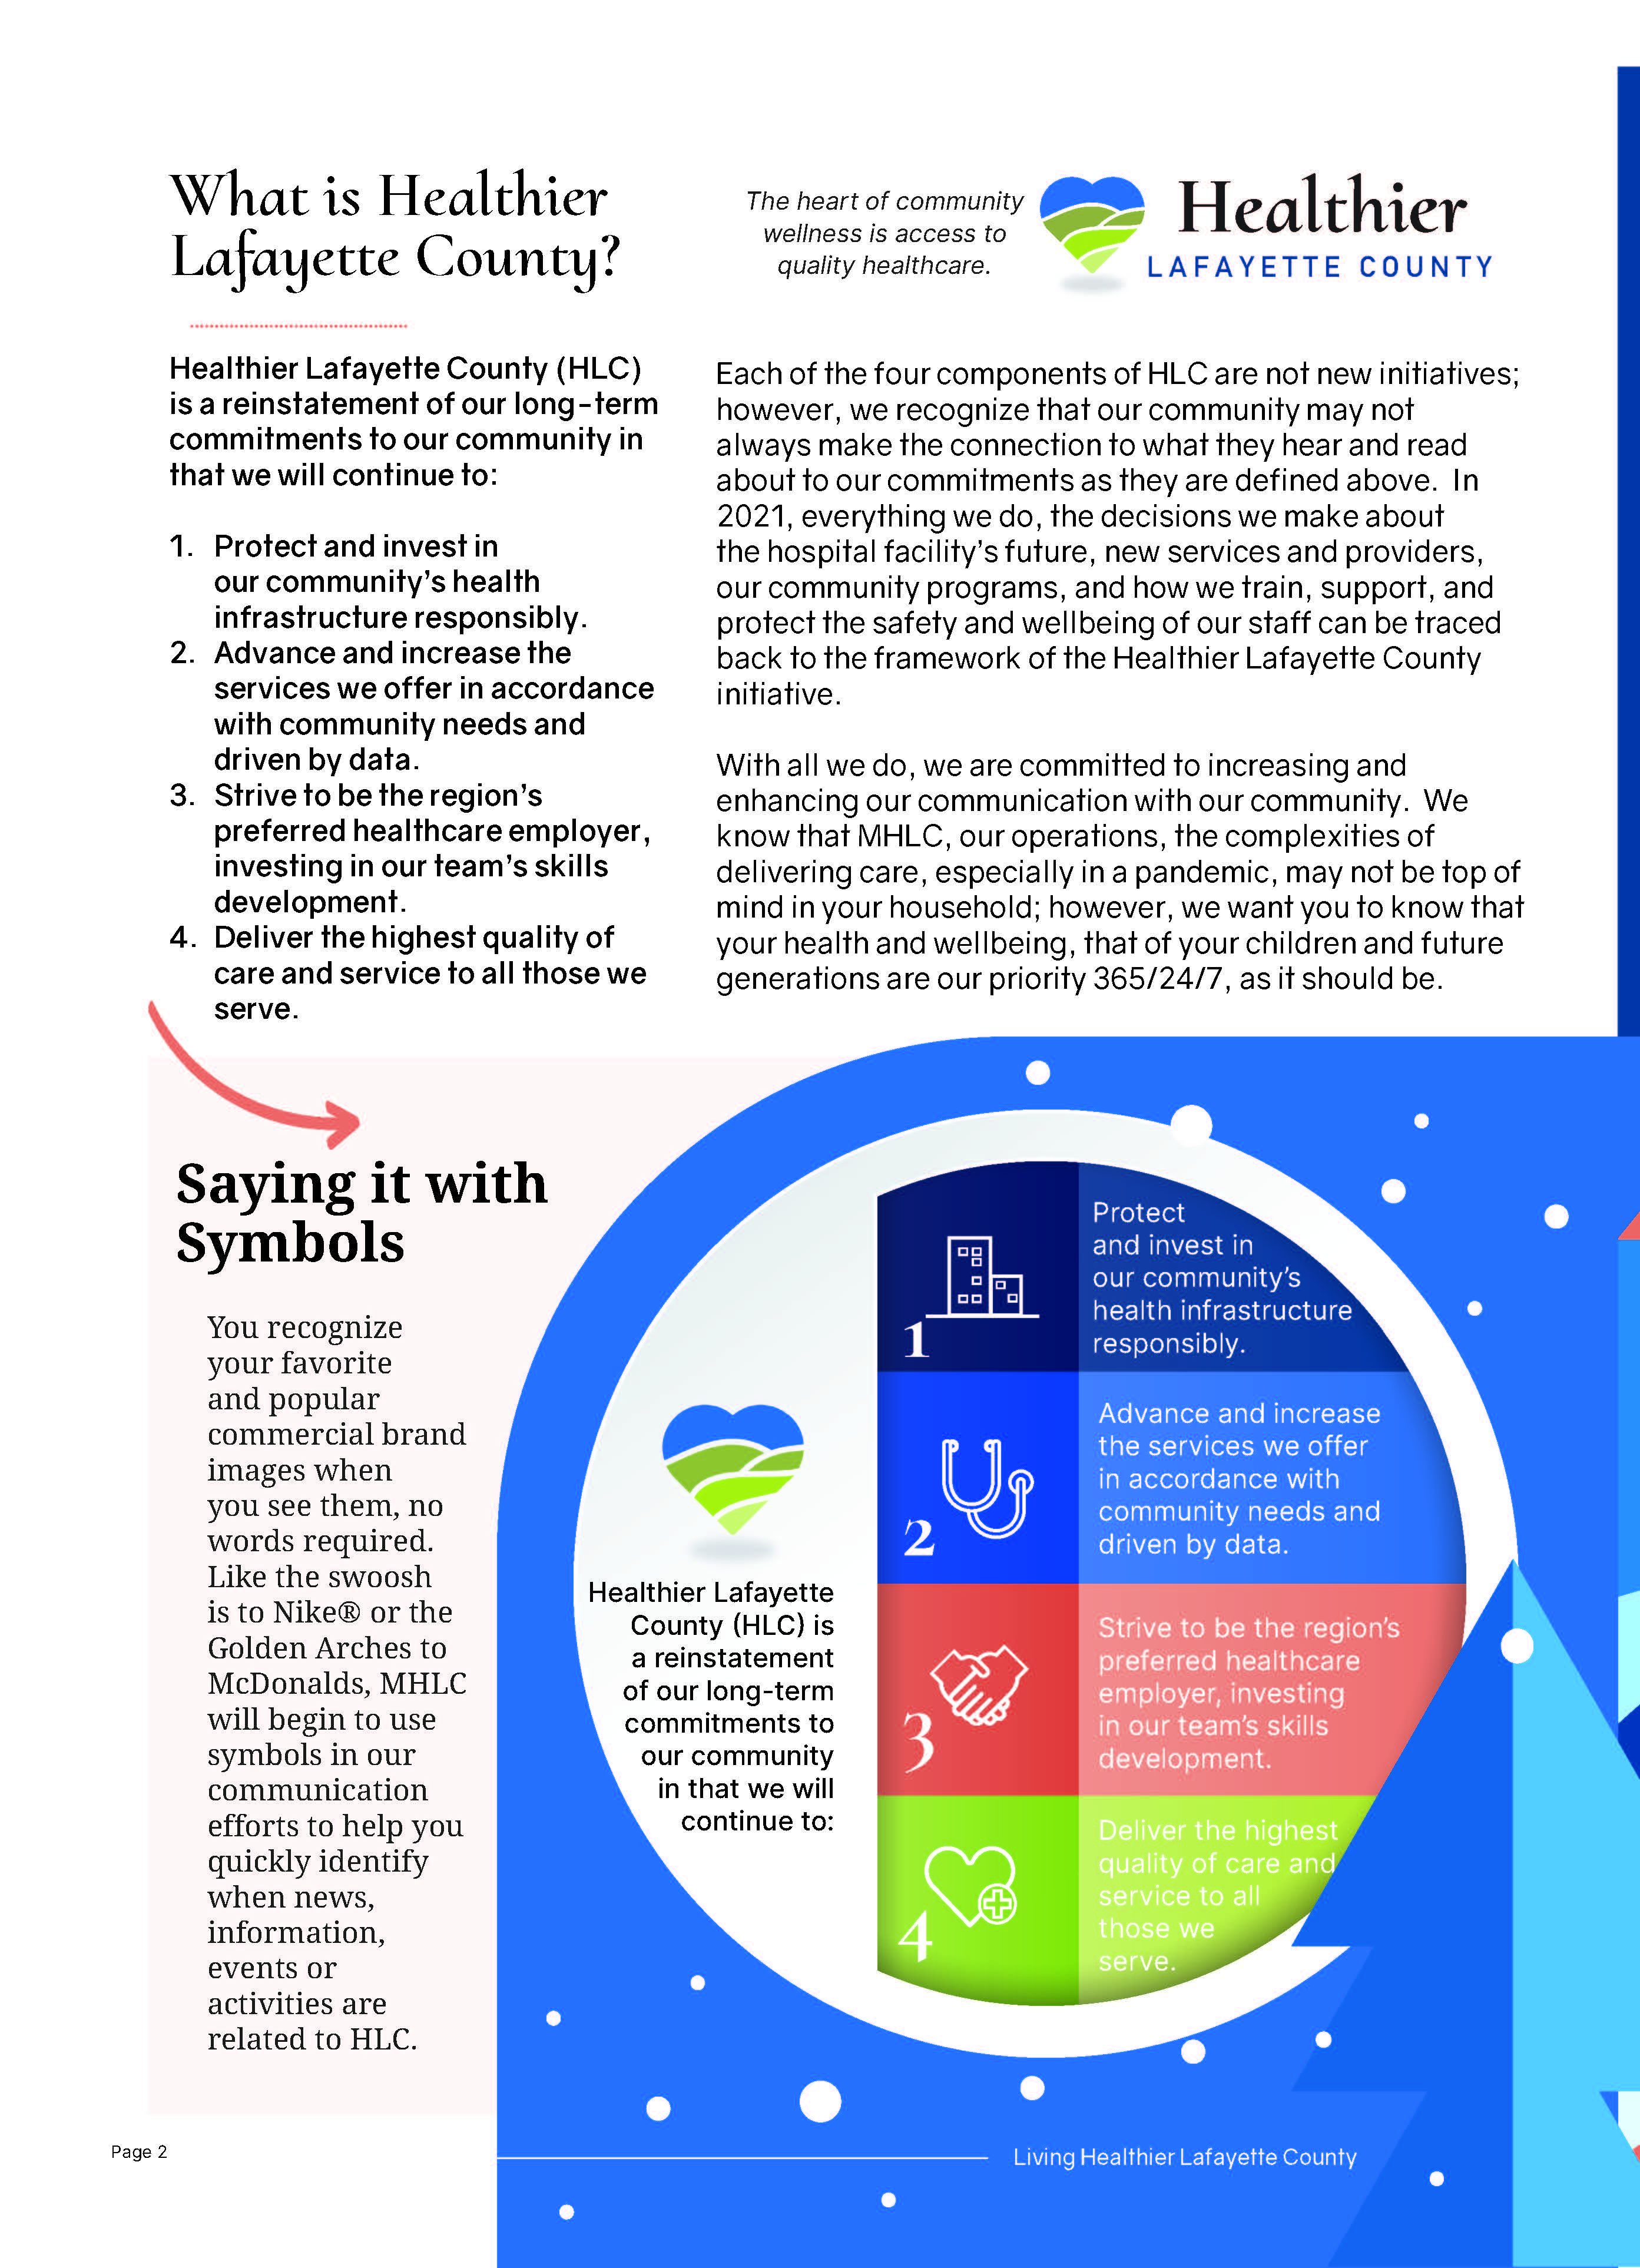 What is Healthier
Lafayette County?
The heart of community
wellness is access to
quality healthcare.
Healthier
LAFAYETTE COUNTY
Healthier Lafayette County (HLC)
is a reinstatement of our long-term
commitments to our community in
that we will continue to:
1. Protect and invest in
our community's health
infrastructure responsibly.
2. Advance and increase the
services we offer in accordance
with community needs and
driven by data.
3. Strive to be the region's
preferred healthcare employer,
investing in our team's skills
development.
4. Deliver the highest quality of
care and service to all those we
serve.
Each of the four components of HLC are not new initiatives;
however, we recognize that our community may not
always make the connection to what they hear and read
about to our commitments as they are defined above.  In
2021, everything we do, the decisions we make about
the hospital facility's future, new services and providers,
our community programs, and how we train, support, and
protect the safety and wellbeing of our staff can be traced
back to the framework of the Healthier Lafayette County
initiative.
With all we do, we are committed to increasing and
enhancing our communication with our community.  We
know that MHLC, our operations, the complexities of
delivering care, especially in a pandemic, may not be top of
mind in your household; however, we want you to know that
your health and wellbeing, that of your children and future
generations are our priority 365/24/7, as it should be.
Saying it with
Symbols
You recognize
your favorite
and popular
commercial brand
images when
you see them, no
words required.
Like the swoosh
is to Nike® or the
Golden Arches to
McDonalds, MHLC
will begin to use
symbols in our
communication
efforts to help you
quickly identify
when news,
information,
events or
activities are
related to HLC.
Healthier Lafayette
County (HLC) is
a reinstatement
of our long-term
commitments to
our community
in that we will
continue to:
1
Protect
and invest in
our community's
health infrastructure
responsibly.
2
Advance and increase
the services we offer
in accordance with
community needs and
driven by data.
3
Strive to be the region's
preferred healthcare
employer, investing
in our team's skills
development.
4
Deliver the highest
quality of care and
service to all
those we
serve.
Page 2
Living Healthier Lafayette County